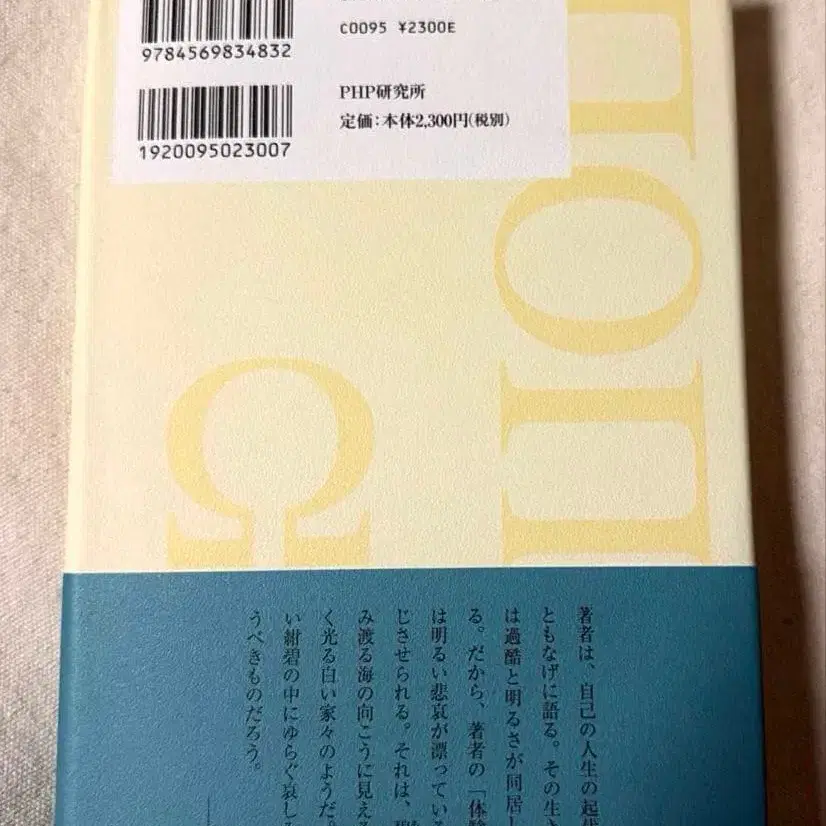 9784569834832
C0095 ¥2300E
1920095023007
PHP研究所
定価：本体2,300円（税別）
著者は、自己の人生の起
ともなげに語る。その生き
は過酷と明るさが同居し
る。だから、著者の「体験
は明るい悲哀が漂っている
じさせられる。それは、
み渡る海の向こうに見える
く光る白い家々のようだ。
い紺碧の中にゆらぐ哀し
うべきものだろう。